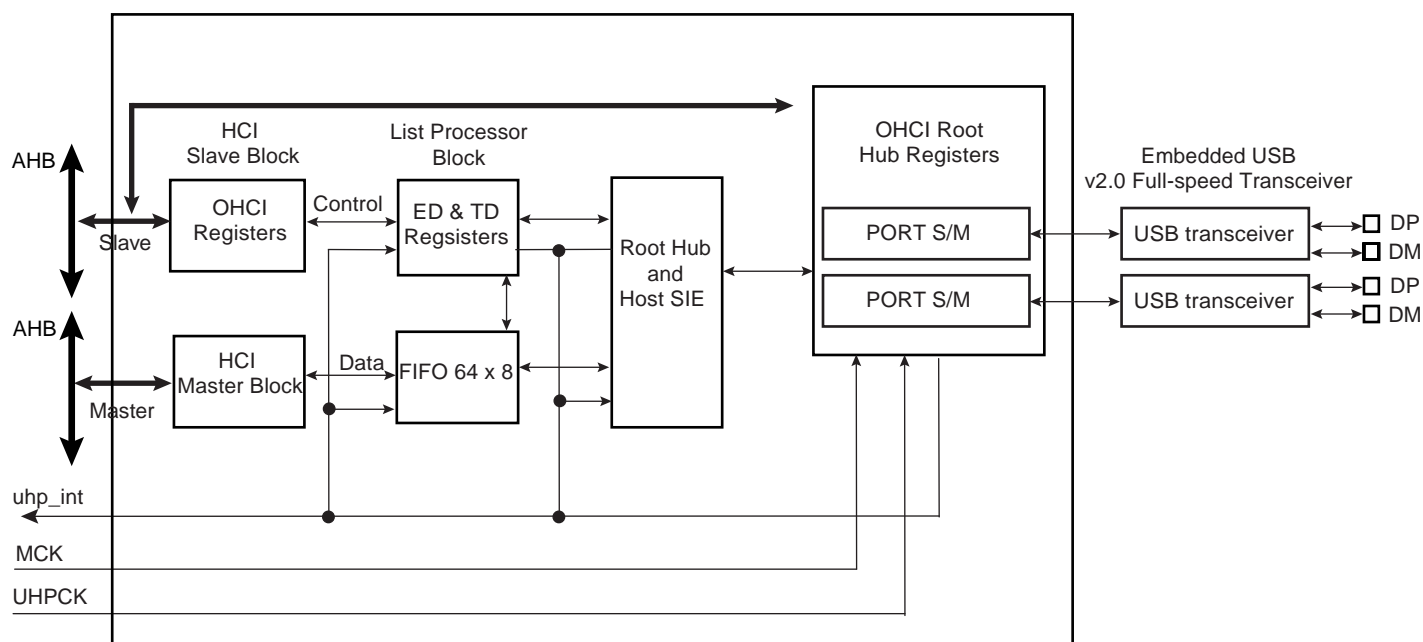 HCI
Slave Block
List Processor
Block
OHCI Root
Hub Registers
Embedded USB
v2.0 Full-speed Transceiver
AHB
Slave
OHCI
Registers
Control
ED & TD
Regsisters
Root Hub
and
Host SIE
PORT S/M
USB transceiver
DP
DM
PORT S/M
USB transceiver
DP
DM
AHB
Master
HCI
Master Block
Data
FIFO 64 x 8
uhp_int
MCK
UHPCK